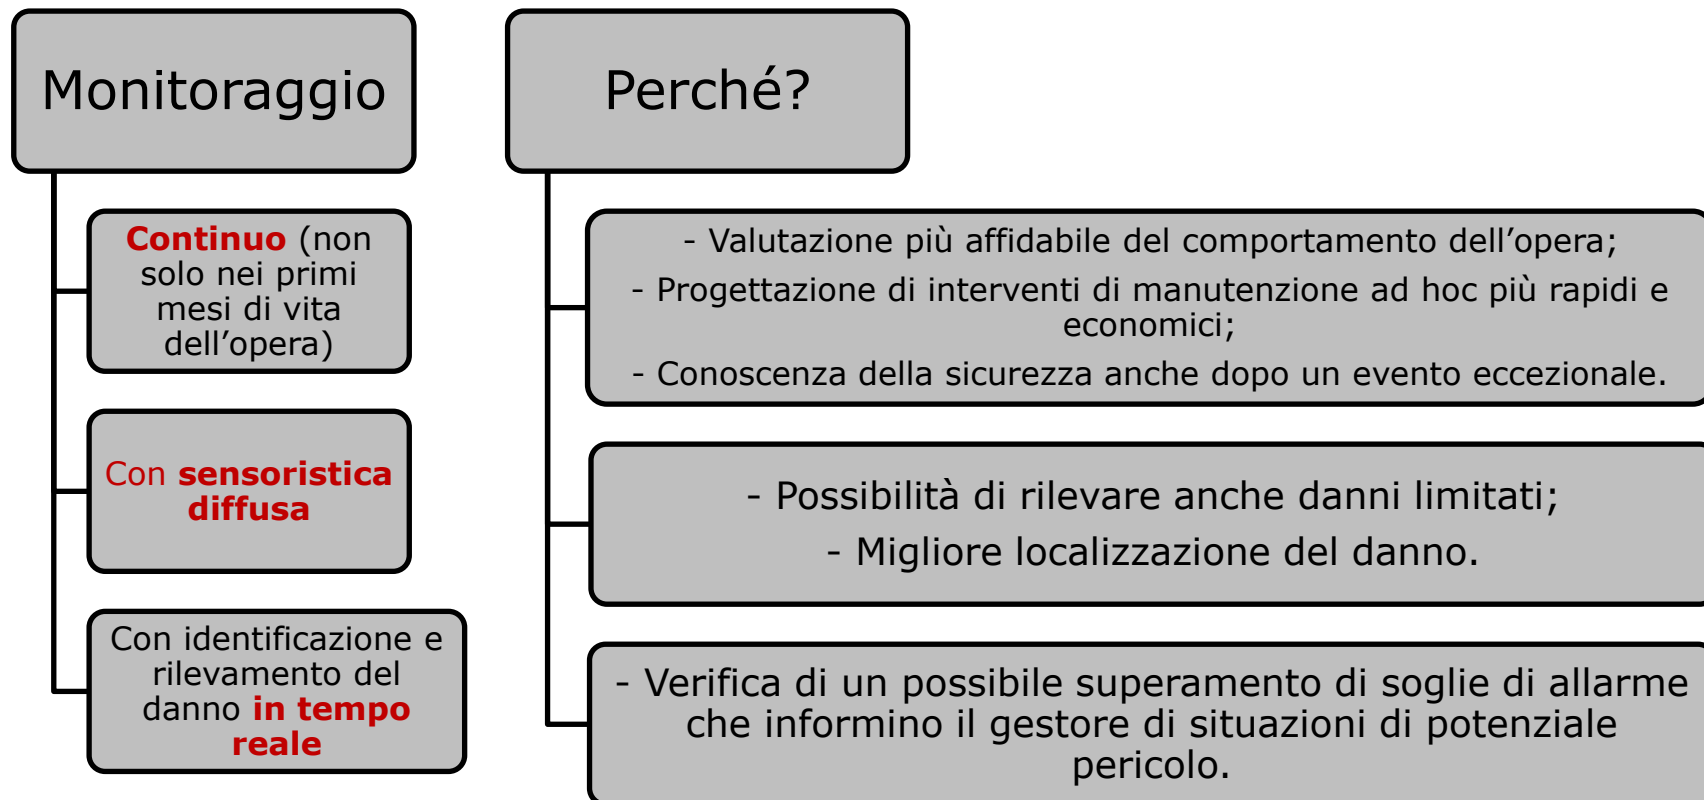 Monitoraggio
Continuo (non
solo nei primi
mesi di vita
dell’opera)
Con sensoristica
diffusa
Con identificazione e
rilevamento del
danno in tempo
reale
Perché?
- Valutazione più affidabile del comportamento dell’opera;
- Progettazione di interventi di manutenzione ad hoc più rapidi e
economici;
- Conoscenza della sicurezza anche dopo un evento eccezionale.
- Possibilità di rilevare anche danni limitati;
- Migliore localizzazione del danno.
- Verifica di un possibile superamento di soglie di allarme
che informino il gestore di situazioni di potenziale
pericolo.